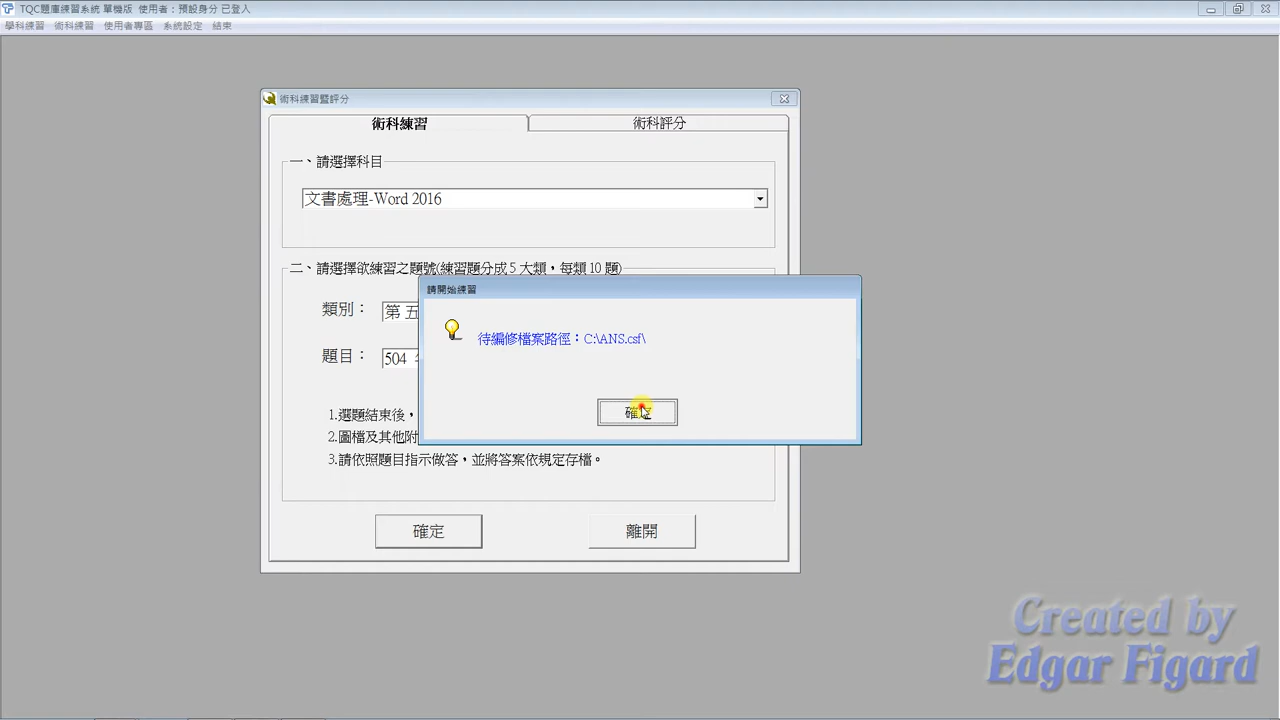 TQC題庫練習系統 單機版 使用者：預設身分 已登入
學科練習 術科練習 使用者專區 系統設定 結束
術科練習暨評分
術科練習 術科評分
一、請選擇科目
文書處理-Word 2016
二、請選擇欲練習之題號(練習題分成 5 大類，每類 10 題)
請開始練習
類別： 第 五
待編修檔案路徑：C:\ANS.csf\
題目： 504
確定
1.選題結束後，
2.圖檔及其他附
3.請依照題目指示做答，並將答案依規定存檔。
確定 離開
Created by
Edgar Figard